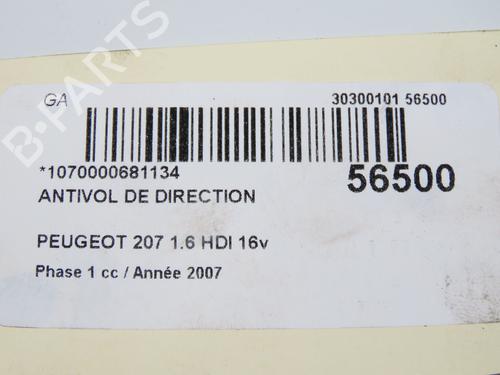 GA 30300101 56500
*1070000681134 56500
ANTIVOL DE DIRECTION
PEUGEOT 207 1.6 HDI 16v
Phase 1 cc / Année 2007
B-PARTS